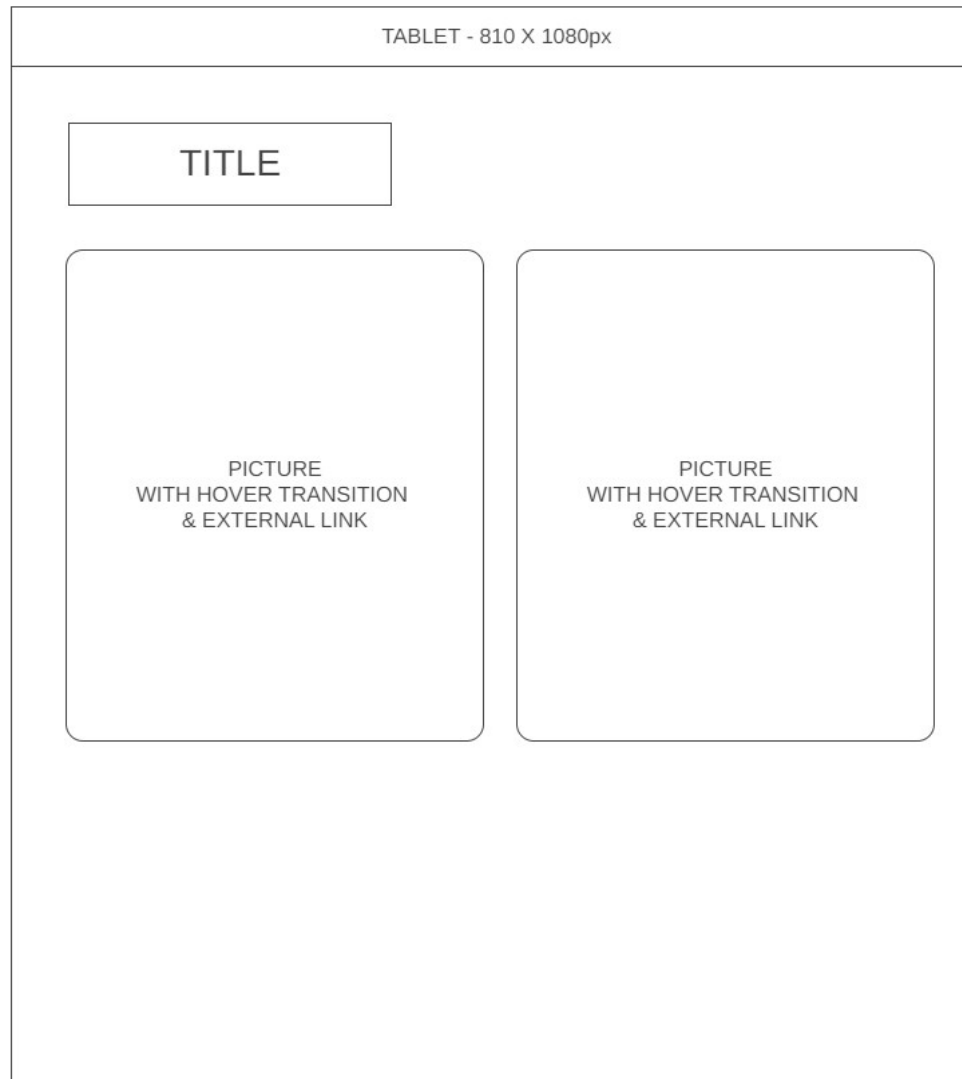 TABLET - 810 X 1080px
TITLE
PICTURE
WITH HOVER TRANSITION
& EXTERNAL LINK
PICTURE
WITH HOVER TRANSITION
& EXTERNAL LINK